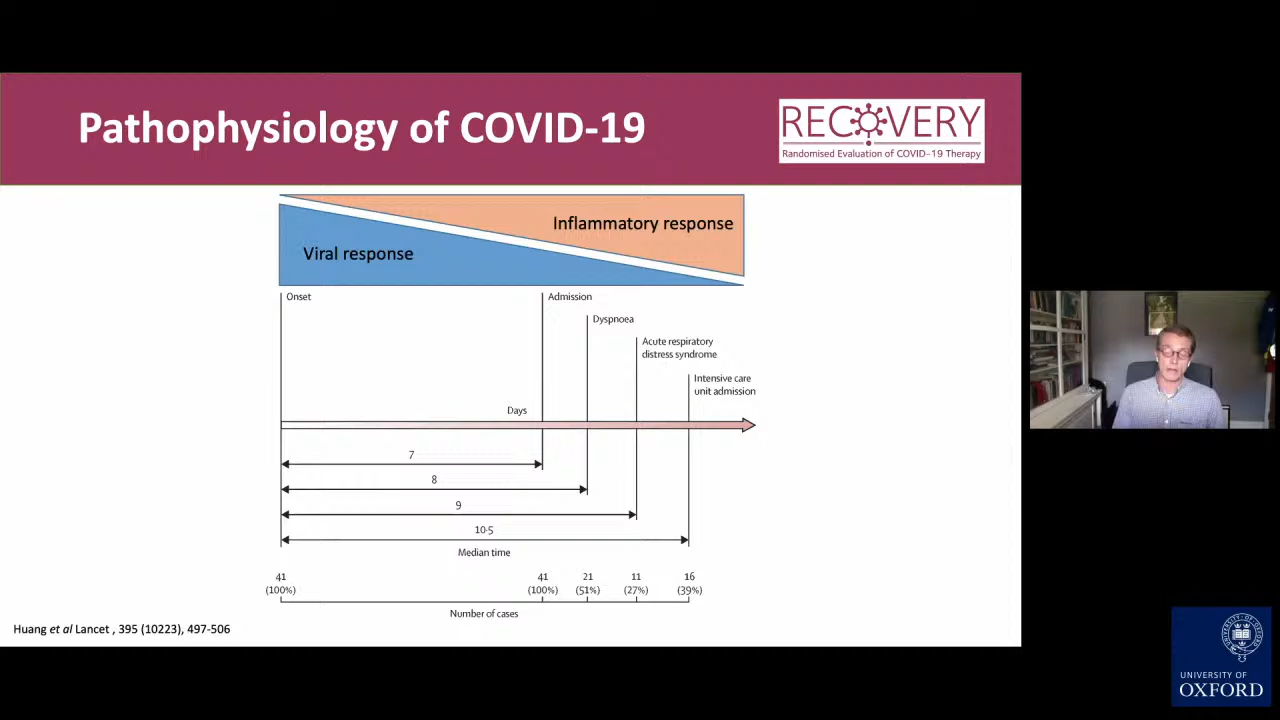 Pathophysiology of COVID-19
RECOVERY
Randomised Evaluation of COVID-19 Therapy
Inflammatory response
Viral response
Onset
Admission
Dyspnoea
Acute respiratory
distress syndrome
Intensive care
unit admission
Days
7
8
9
10·5
Median time
41 41 21 11 16
(100%) (100%) (51%) (27%) (39%)
Number of cases
Huang et al Lancet , 395 (10223), 497-506
UNIVERSITY OF
OXFORD